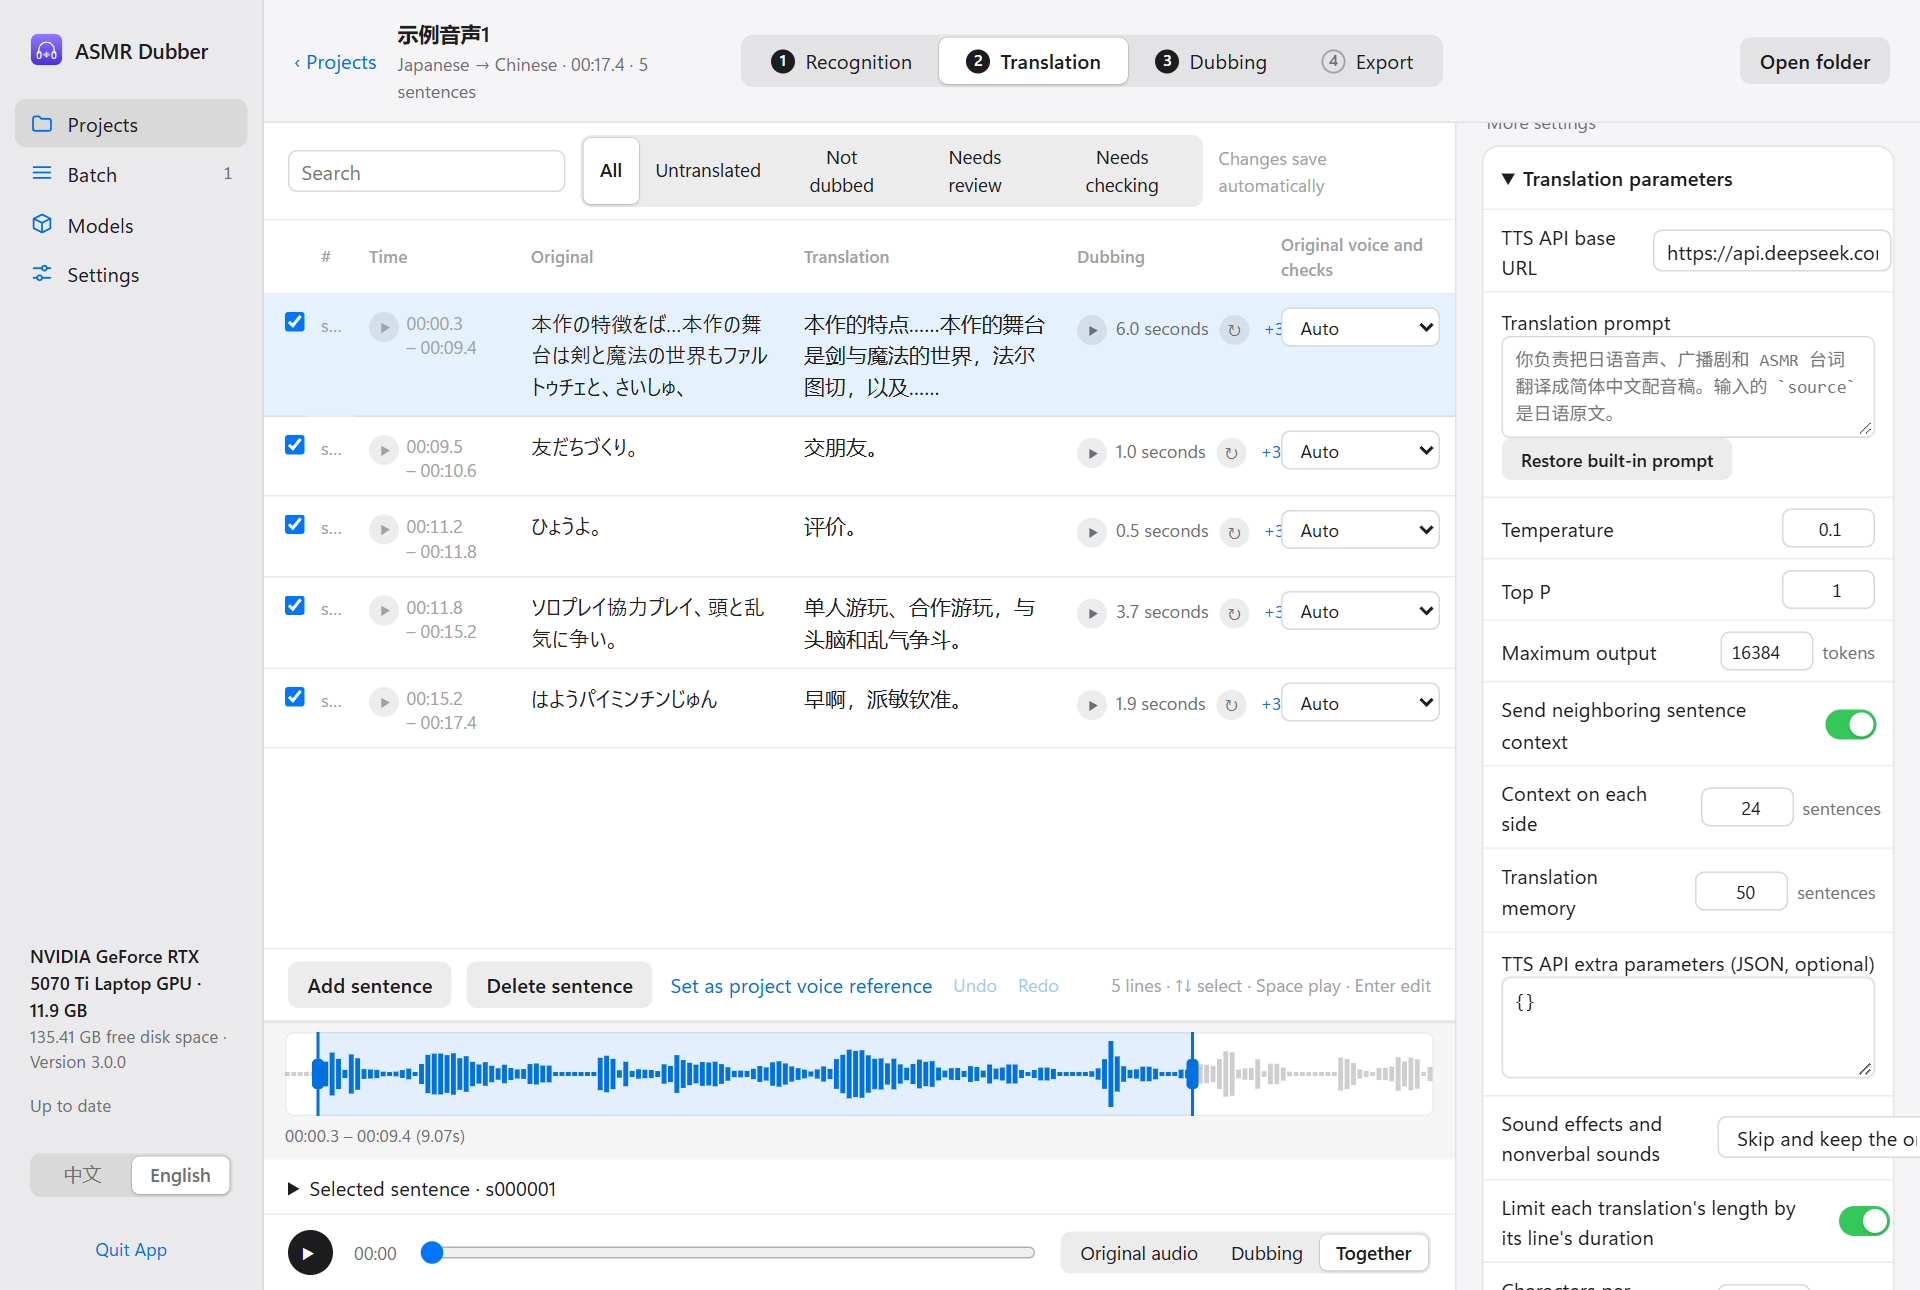 ASMR Dubber
Projects
Batch 1
Models
Settings
NVIDIA GeForce RTX
5070 Ti Laptop GPU ·
11.9 GB
135.41 GB free disk space ·
Version 3.0.0
Up to date
中文 English
Quit App
‹ Projects
示例音声1
Japanese → Chinese · 00:17.4 · 5
sentences
1 Recognition
2 Translation
3 Dubbing
4 Export
Open folder
Search
All
Untranslated
Not
dubbed
Needs
review
Needs
checking
Changes save
automatically
# Time Original Translation Dubbing Original voice and
checks
s...
00:00.3
– 00:09.4
本作の特徴をば…本作の舞
台は剣と魔法の世界もファル
トゥチェと、さいしゅ、
本作的特点……本作的舞台
是剑与魔法的世界，法尔
图切，以及……
6.0 seconds ↻ +3 Auto
s...
00:09.5
– 00:10.6
友だちづくり。
交朋友。
1.0 seconds ↻ +3 Auto
s...
00:11.2
– 00:11.8
ひょうよ。
评价。
0.5 seconds ↻ +3 Auto
s...
00:11.8
– 00:15.2
ソロプレイ協力プレイ、頭と乱
気に争い。
单人游玩、合作游玩，与
头脑和乱气争斗。
3.7 seconds ↻ +3 Auto
s...
00:15.2
– 00:17.4
はようパイミンチンじゅん
早啊，派敏钦准。
1.9 seconds ↻ +3 Auto
Add sentence
Delete sentence
Set as project voice reference
Undo
Redo
5 lines · ↑↓ select · Space play · Enter edit
00:00.3 – 00:09.4 (9.07s)
▶ Selected sentence · s000001
00:00
Original audio
Dubbing
Together
More settings
▼ Translation parameters
TTS API base
URL
https://api.deepseek.co
Translation prompt
你负责把日语音声、广播剧和 ASMR 台词
翻译成简体中文配音稿。输入的 `source`
是日语原文。
Restore built-in prompt
Temperature 0.1
Top P 1
Maximum output 16384 tokens
Send neighboring sentence
context
Context on each
side
24 sentences
Translation
memory
50 sentences
TTS API extra parameters (JSON, optional)
{}
Sound effects and
nonverbal sounds
Skip and keep the o
Limit each translation's length by
its line's duration
Characters per